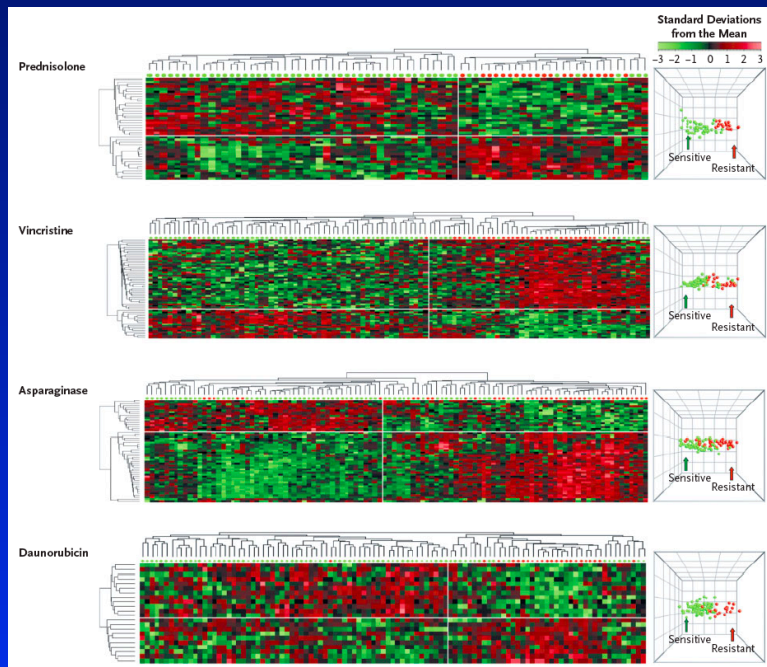 Standard Deviations
from the Mean
−3 −2 −1 0 1 2 3
Prednisolone
Sensitive
Resistant
Vincristine
Sensitive
Resistant
Asparaginase
Sensitive
Resistant
Daunorubicin
Sensitive
Resistant